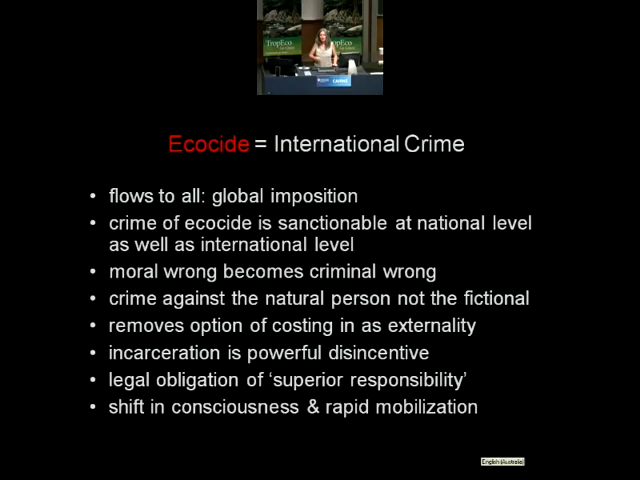 TropEco
TropEco
CAIRNS
Ecocide = International Crime
• flows to all: global imposition
• crime of ecocide is sanctionable at national level
as well as international level
• moral wrong becomes criminal wrong
• crime against the natural person not the fictional
• removes option of costing in as externality
• incarceration is powerful disincentive
• legal obligation of ‘superior responsibility’
• shift in consciousness & rapid mobilization
English (Australia)